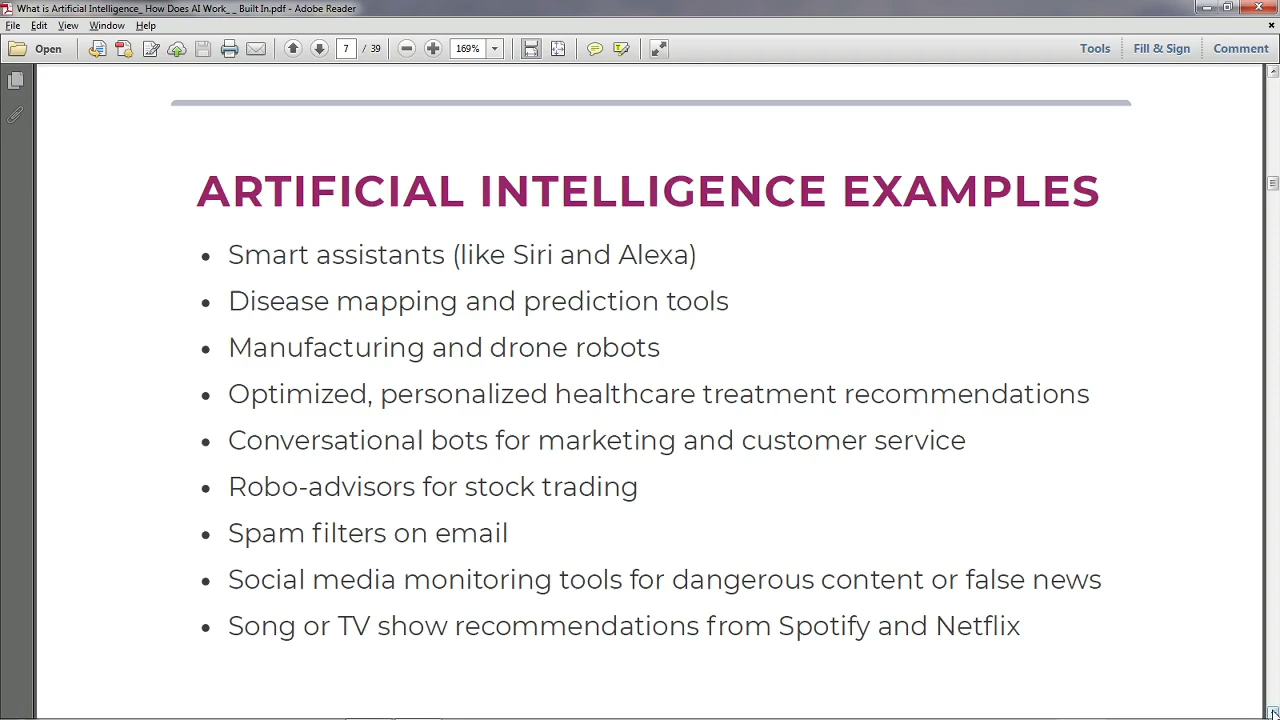 What is Artificial Intelligence_ How Does AI Work_ _ Built In.pdf - Adobe Reader
File Edit View Window Help
Open 7 / 39 169% Tools Fill & Sign Comment
ARTIFICIAL INTELLIGENCE EXAMPLES
• Smart assistants (like Siri and Alexa)
• Disease mapping and prediction tools
• Manufacturing and drone robots
• Optimized, personalized healthcare treatment recommendations
• Conversational bots for marketing and customer service
• Robo-advisors for stock trading
• Spam filters on email
• Social media monitoring tools for dangerous content or false news
• Song or TV show recommendations from Spotify and Netflix